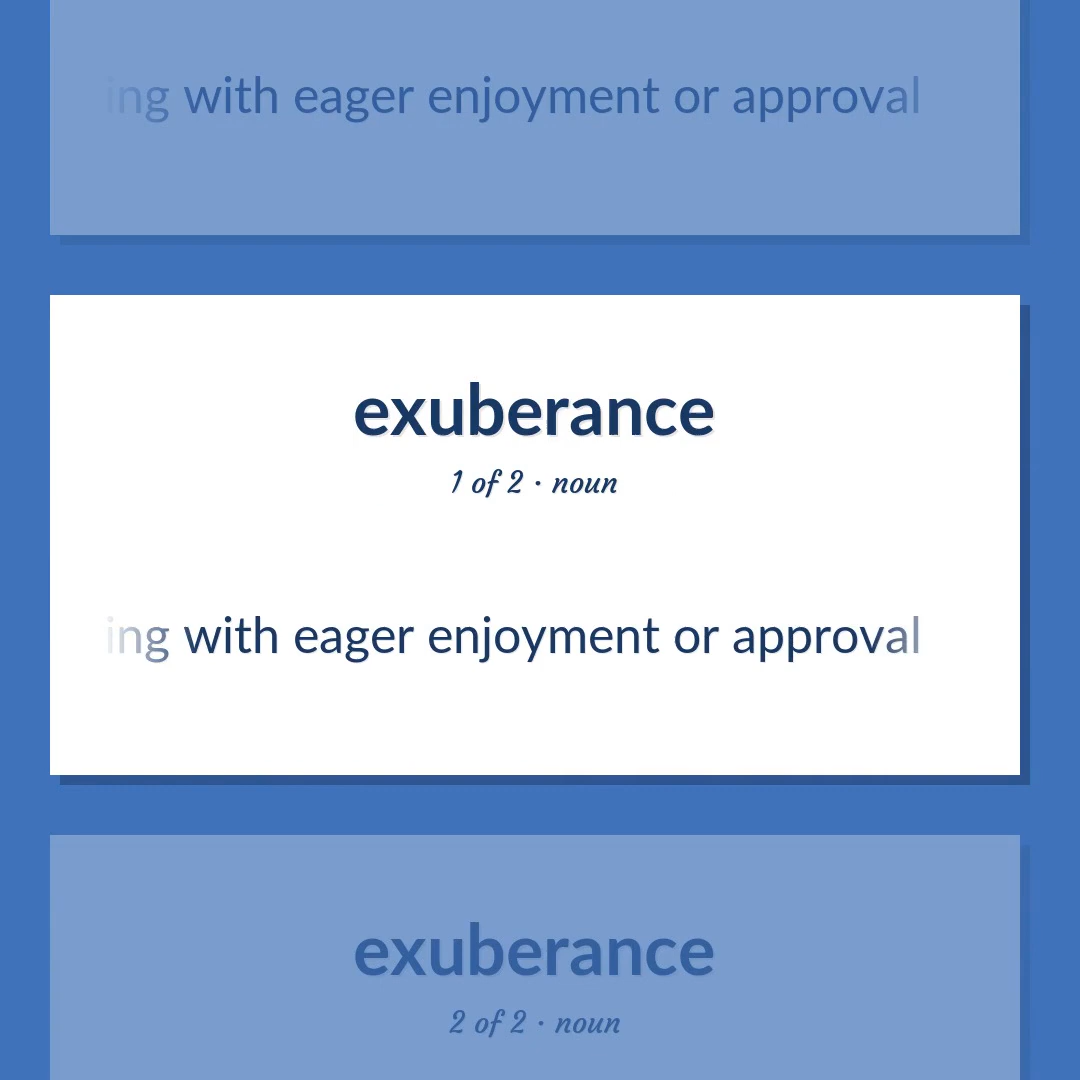 ing with eager enjoyment or approval
exuberance
1 of 2 · noun
ing with eager enjoyment or approval
exuberance
2 of 2 · noun